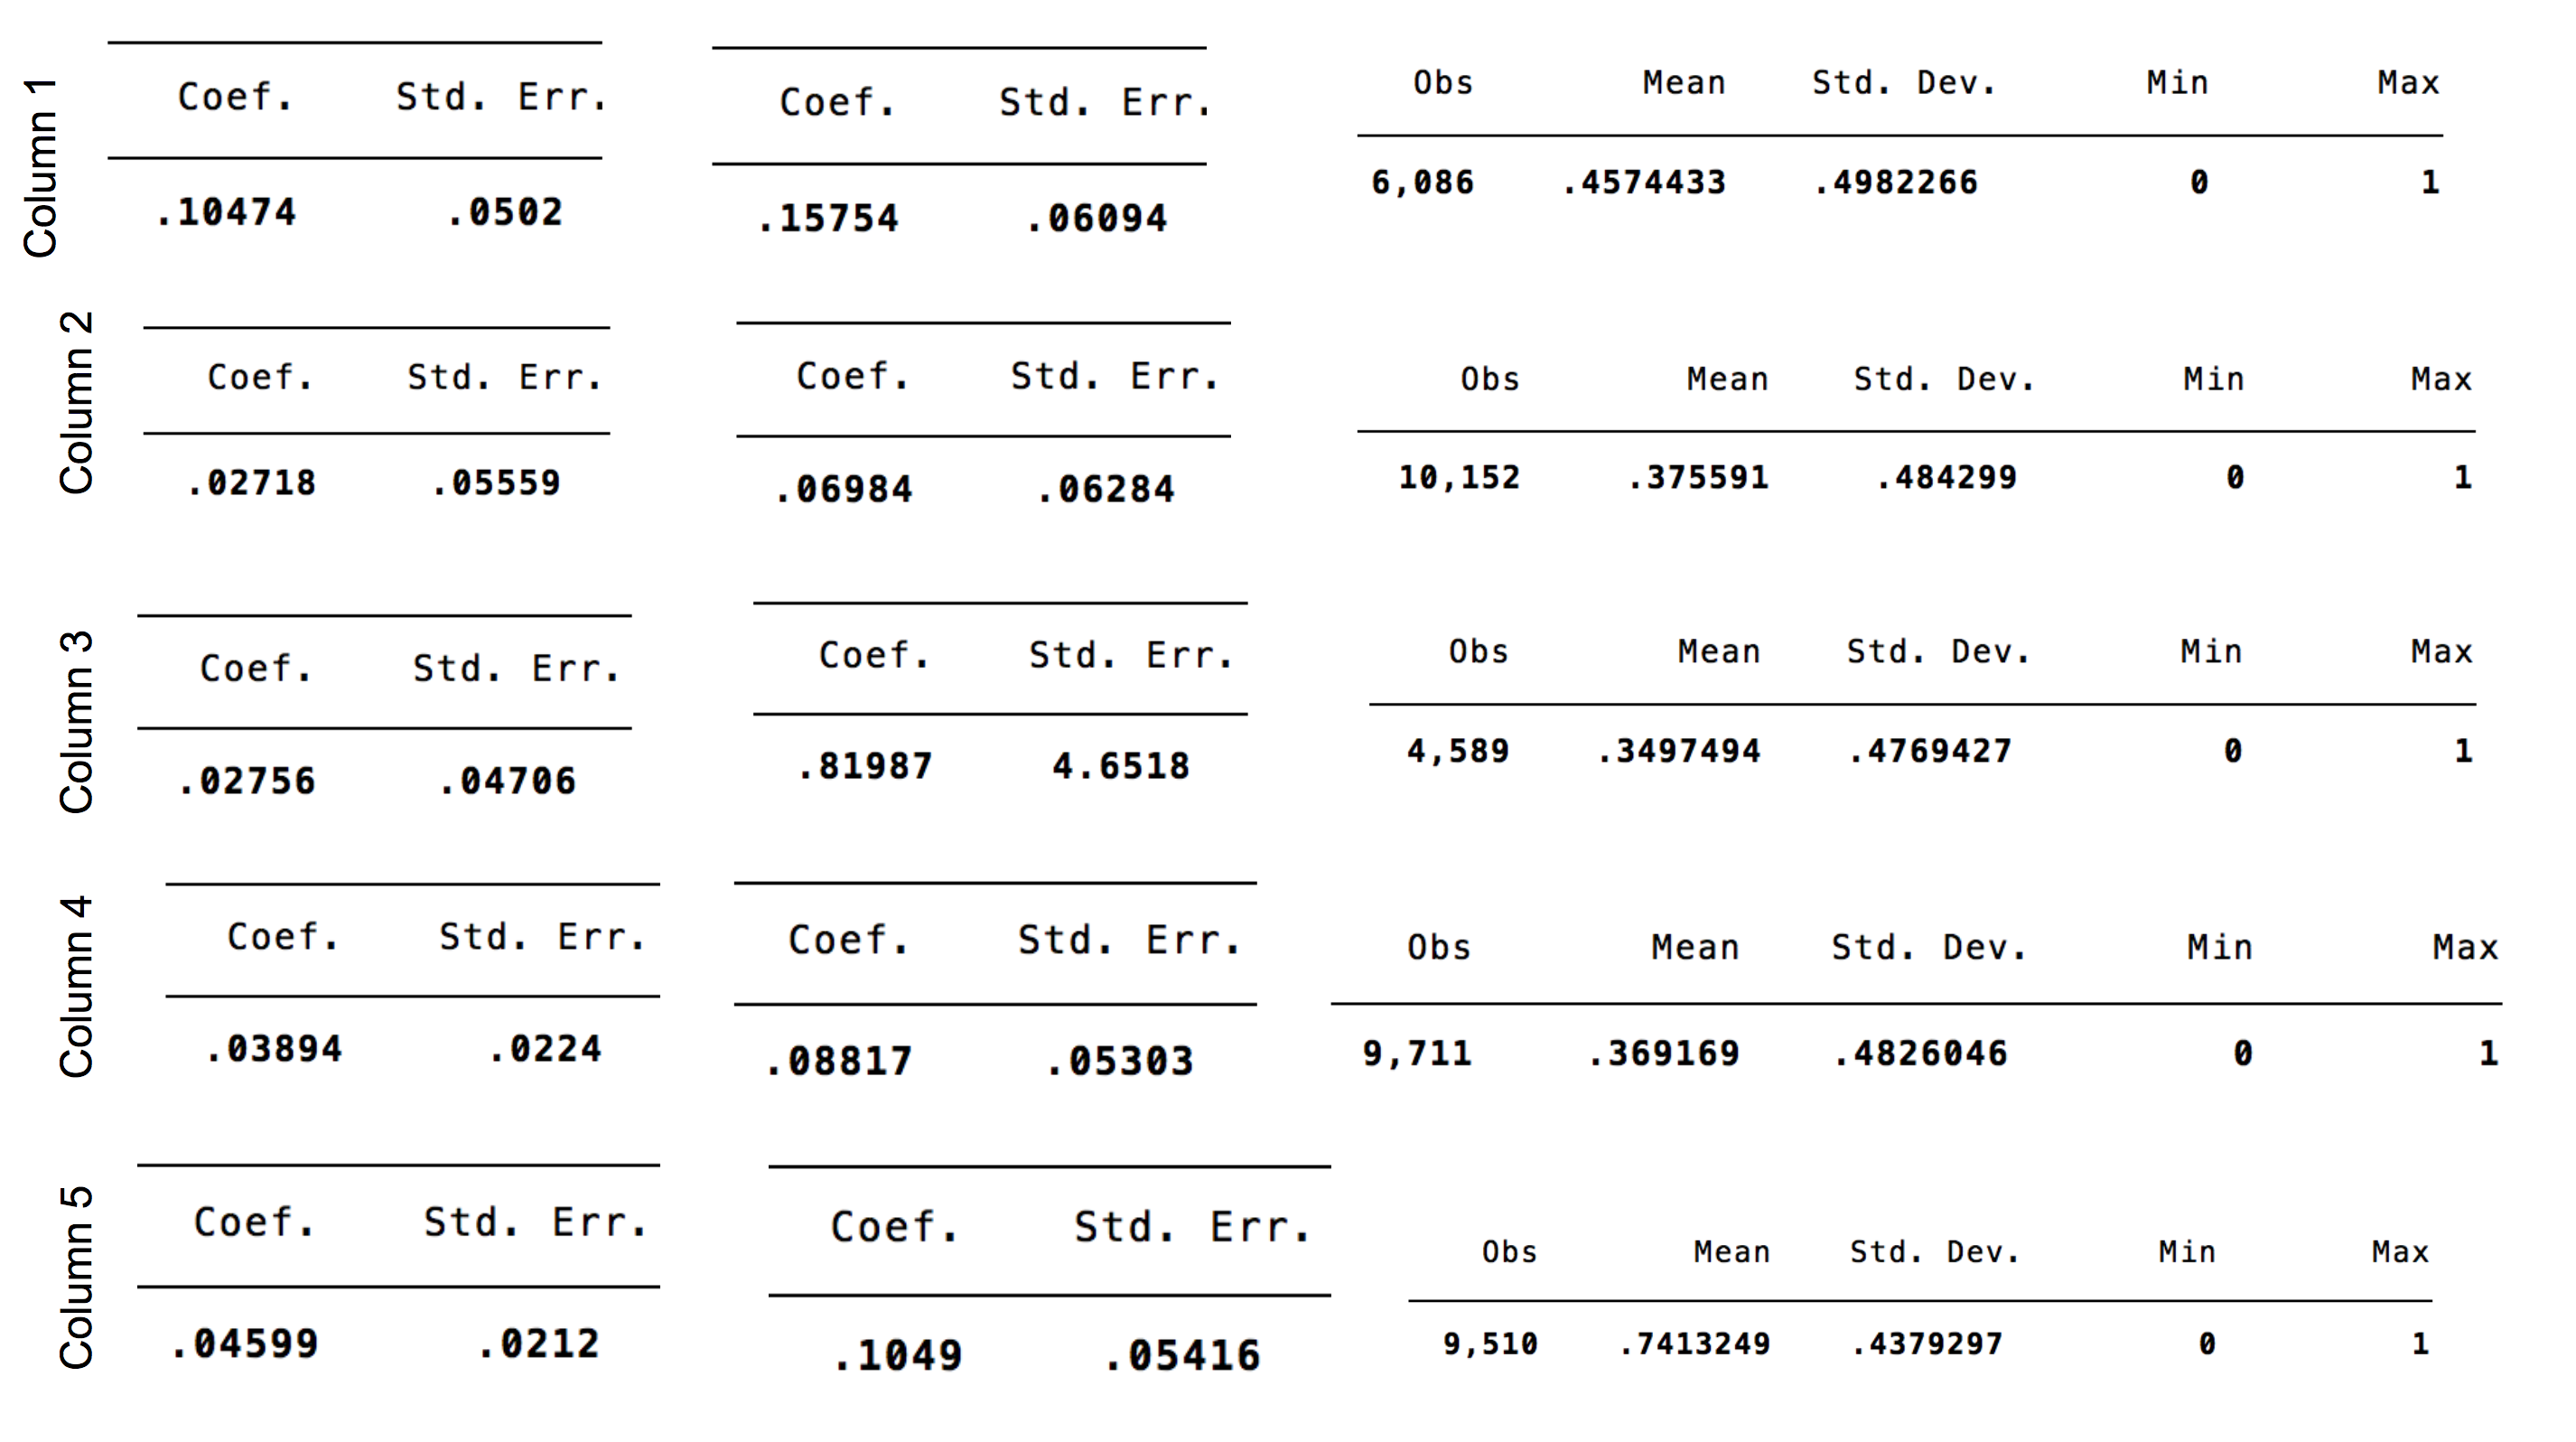 Column 1
Coef. Std. Err.
.10474 .0502
Coef. Std. Err.
.15754 .06094
Obs Mean Std. Dev. Min Max
6,086 .4574433 .4982266 0 1
Column 2
Coef. Std. Err.
.02718 .05559
Coef. Std. Err.
.06984 .06284
Obs Mean Std. Dev. Min Max
10,152 .375591 .484299 0 1
Column 3
Coef. Std. Err.
.02756 .04706
Coef. Std. Err.
.81987 4.6518
Obs Mean Std. Dev. Min Max
4,589 .3497494 .4769427 0 1
Column 4
Coef. Std. Err.
.03894 .0224
Coef. Std. Err.
.08817 .05303
Obs Mean Std. Dev. Min Max
9,711 .369169 .4826046 0 1
Column 5
Coef. Std. Err.
.04599 .0212
Coef. Std. Err.
.1049 .05416
Obs Mean Std. Dev. Min Max
9,510 .7413249 .4379297 0 1